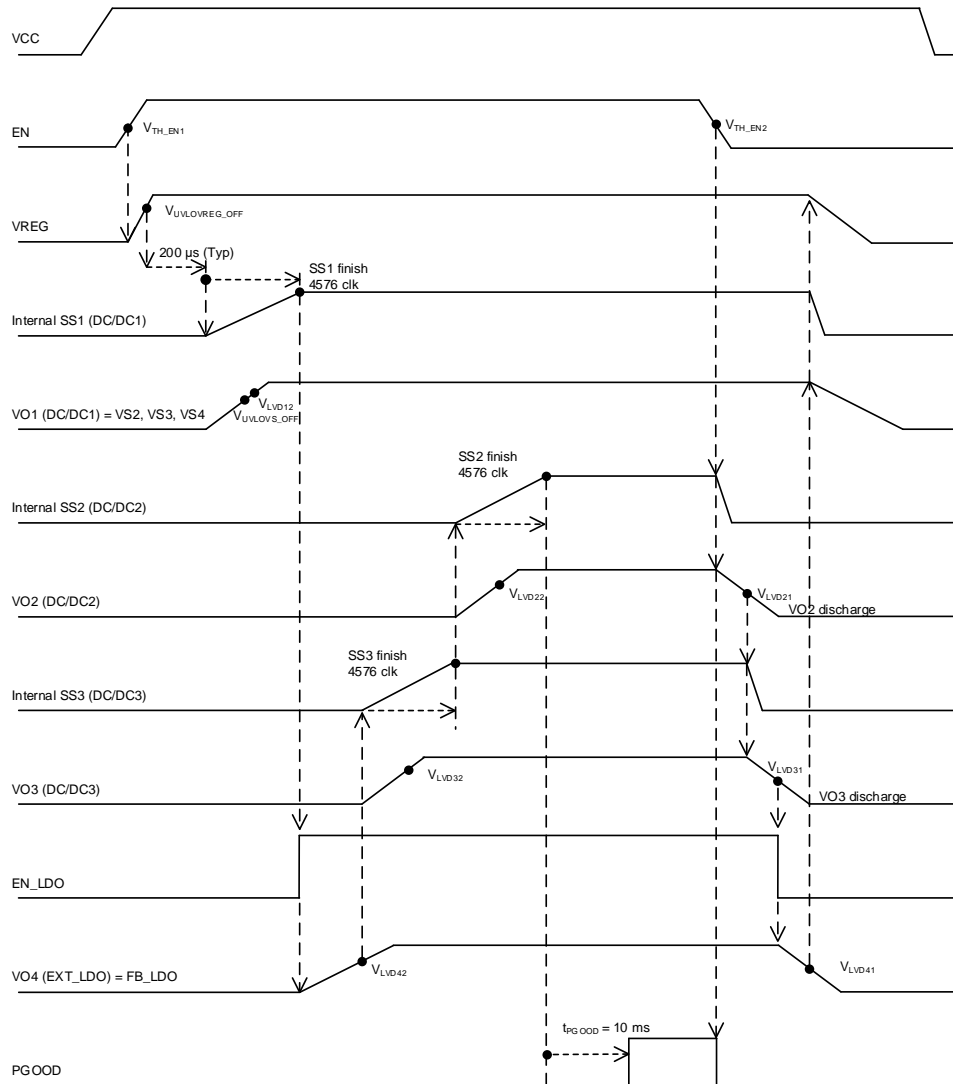 VCC
EN
V_TH_EN1
V_TH_EN2
VREG
V_UVLOVREG_OFF
200 µs (Typ)
SS1 finish
4576 clk
Internal SS1 (DC/DC1)
V_LVD12
V_UVLOVS_OFF
VO1 (DC/DC1) = VS2, VS3, VS4
SS2 finish
4576 clk
Internal SS2 (DC/DC2)
V_LVD22
V_LVD21
VO2 (DC/DC2)
VO2 discharge
SS3 finish
4576 clk
Internal SS3 (DC/DC3)
V_LVD32
V_LVD31
VO3 (DC/DC3)
VO3 discharge
EN_LDO
V_LVD42
V_LVD41
VO4 (EXT_LDO) = FB_LDO
t_PGOOD = 10 ms
PGOOD